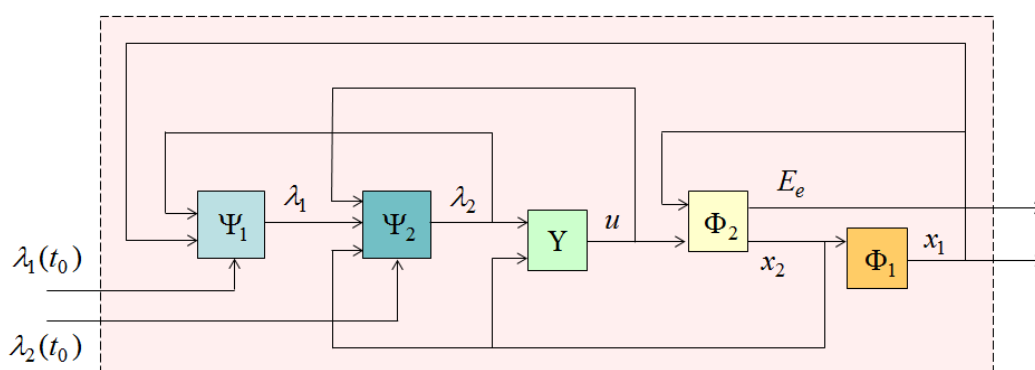 Ψ₁
λ₁
Ψ₂
λ₂
Υ
u
Φ₂
Eₑ
x₂
Φ₁
x₁
λ₁(t₀)
λ₂(t₀)